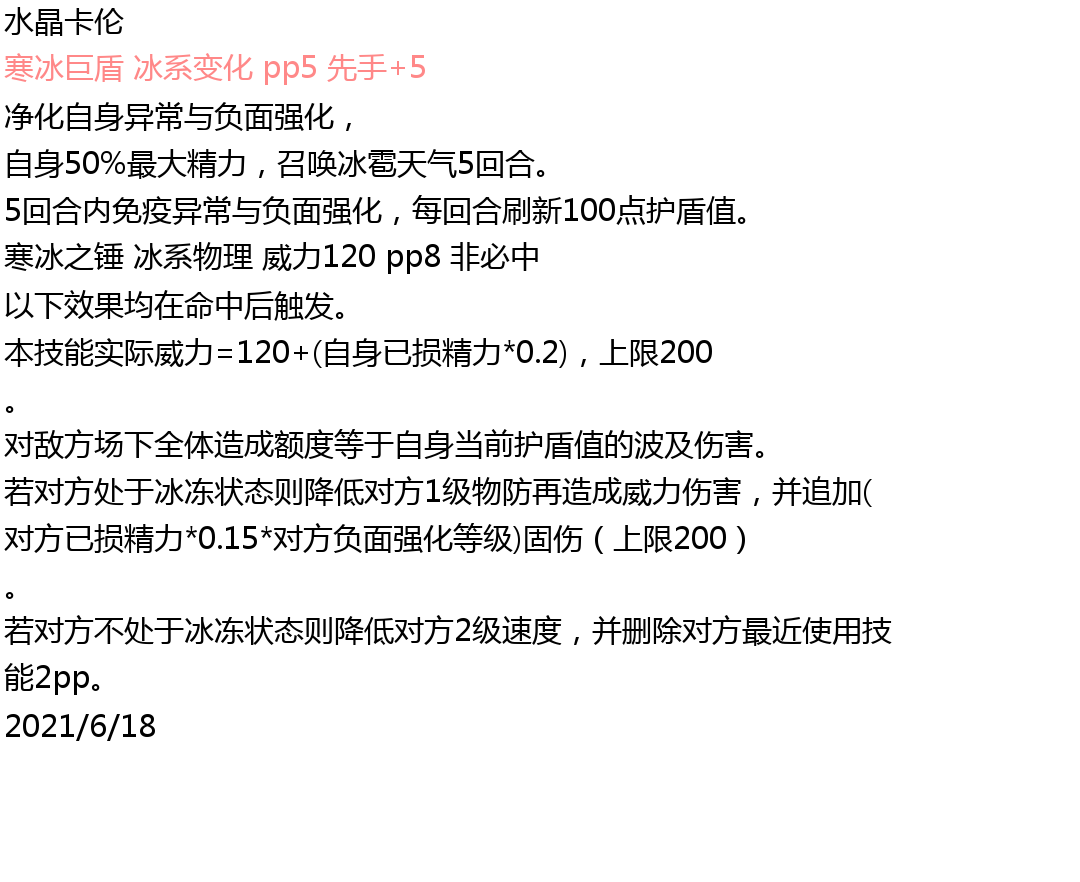 水晶卡伦
寒冰巨盾 冰系变化 pp5 先手+5
净化自身异常与负面强化，
自身50%最大精力，召唤冰雹天气5回合。
5回合内免疫异常与负面强化，每回合刷新100点护盾值。
寒冰之锤 冰系物理 威力120 pp8 非必中
以下效果均在命中后触发。
本技能实际威力=120+(自身已损精力*0.2)，上限200
。
对敌方场下全体造成额度等于自身当前护盾值的波及伤害。
若对方处于冰冻状态则降低对方1级物防再造成威力伤害，并追加(
对方已损精力*0.15*对方负面强化等级)固伤（上限200）
。
若对方不处于冰冻状态则降低对方2级速度，并删除对方最近使用技
能2pp。
2021/6/18